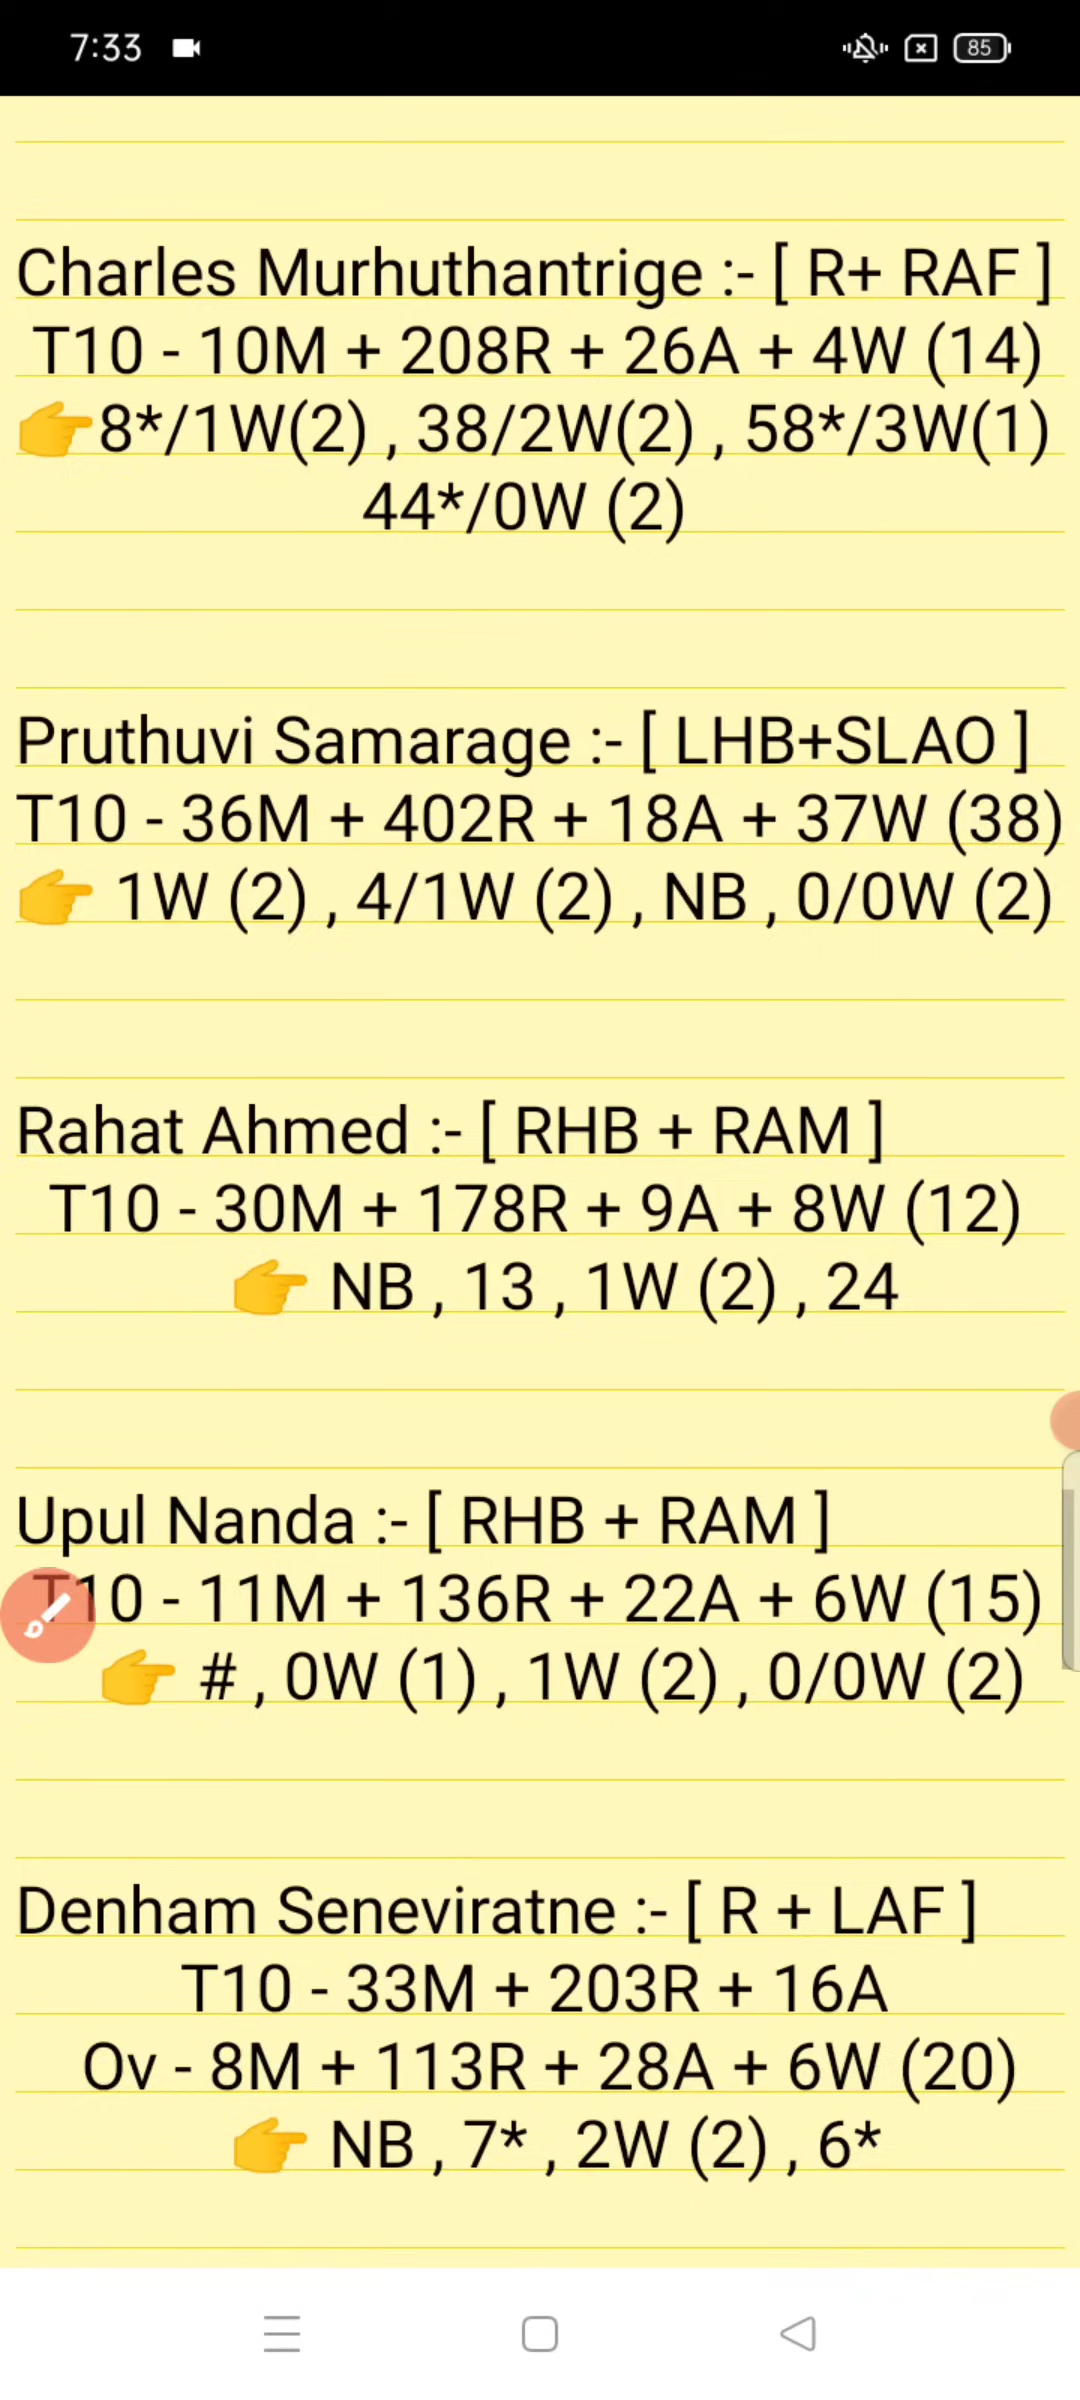 7:33
85
Charles Murhuthantrige :- [ R+ RAF ]
T10 - 10M + 208R + 26A + 4W (14)
👉8*/1W(2) , 38/2W(2) , 58*/3W(1)
44*/0W (2)
Pruthuvi Samarage :- [ LHB+SLAO ]
T10 - 36M + 402R + 18A + 37W (38)
👉 1W (2) , 4/1W (2) , NB , 0/0W (2)
Rahat Ahmed :- [ RHB + RAM ]
T10 - 30M + 178R + 9A + 8W (12)
👉 NB , 13 , 1W (2) , 24
Upul Nanda :- [ RHB + RAM ]
T10 - 11M + 136R + 22A + 6W (15)
👉 # , 0W (1) , 1W (2) , 0/0W (2)
Denham Seneviratne :- [ R + LAF ]
T10 - 33M + 203R + 16A
Ov - 8M + 113R + 28A + 6W (20)
👉 NB , 7* , 2W (2) , 6*